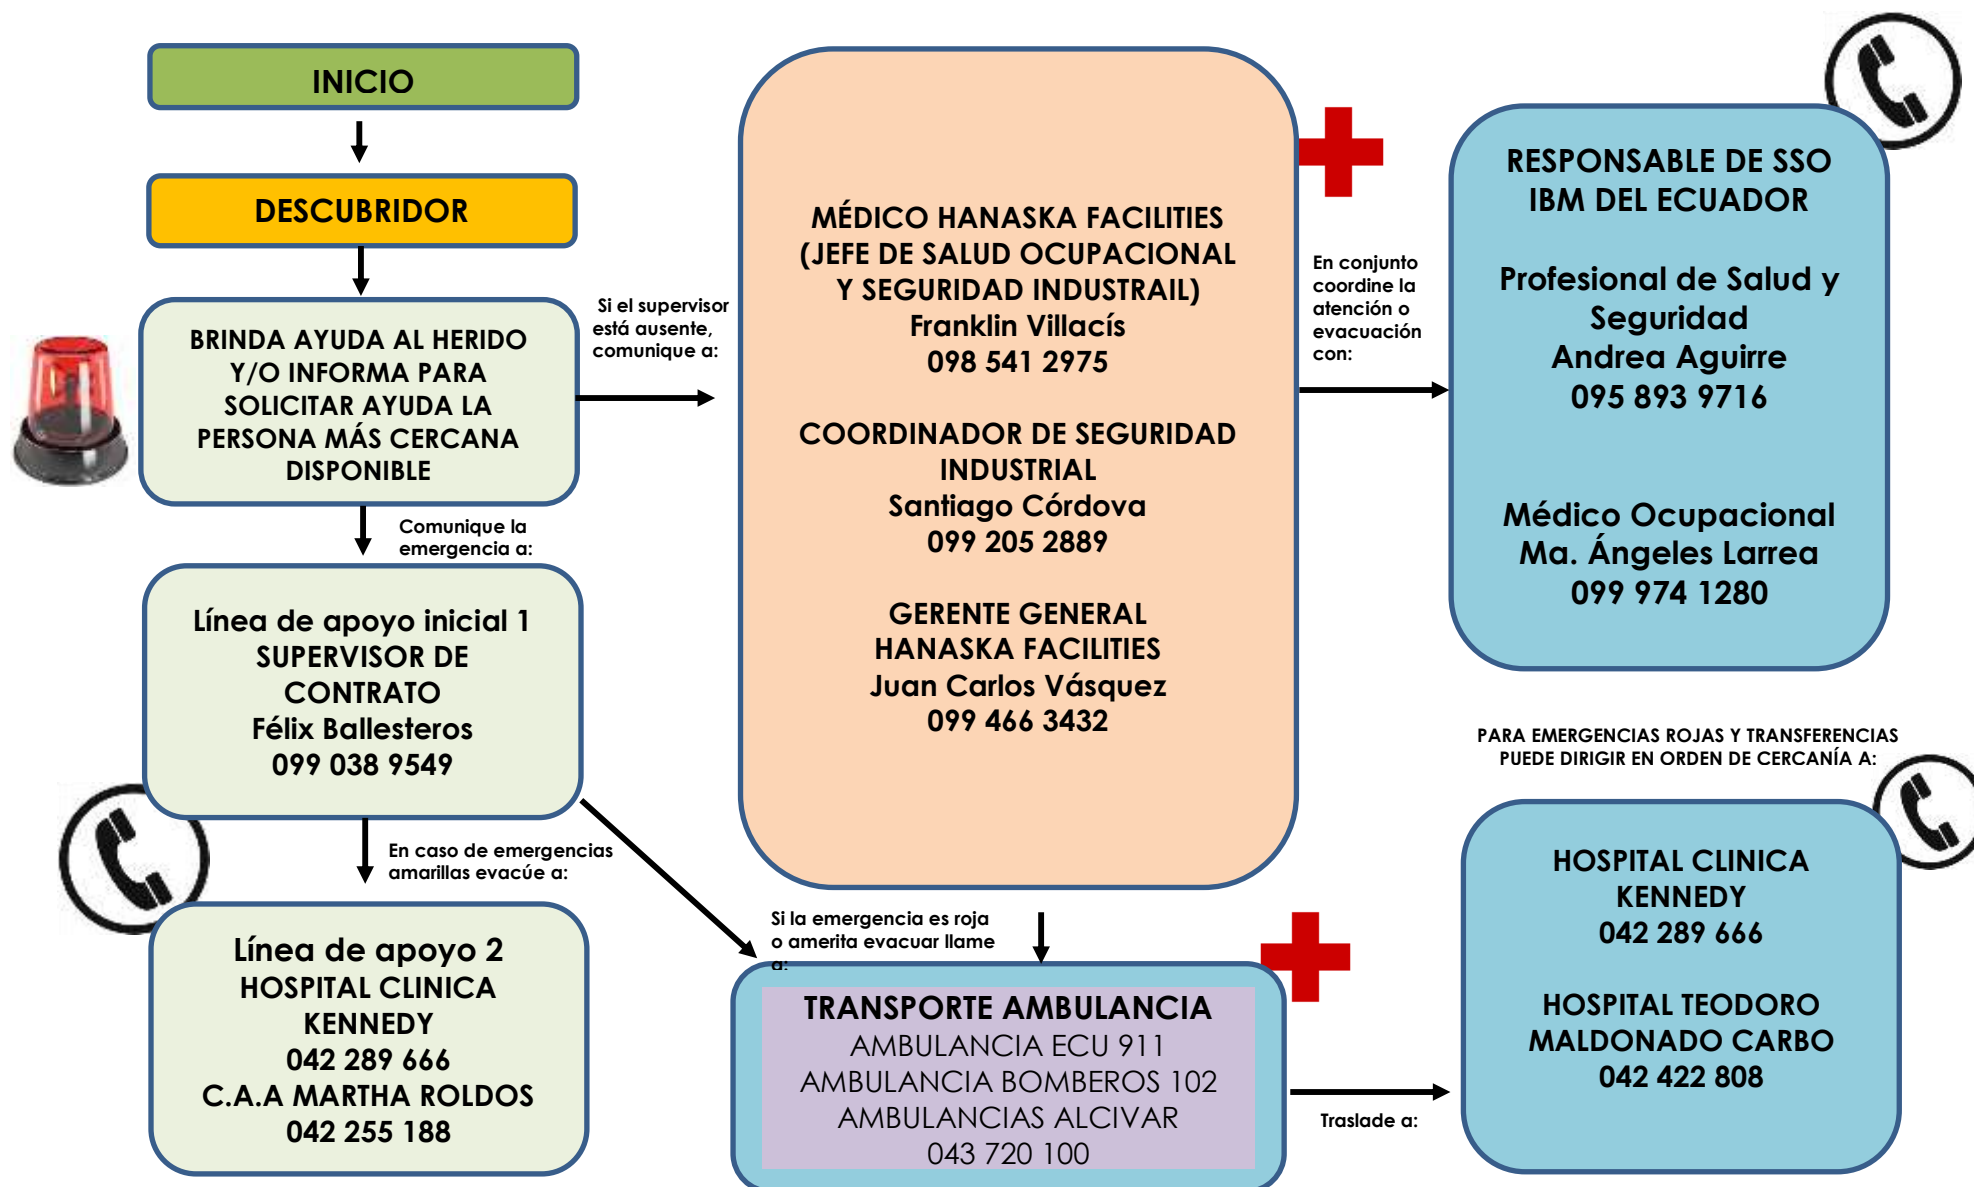 INICIO
DESCUBRIDOR
BRINDA AYUDA AL HERIDO
Y/O INFORMA PARA
SOLICITAR AYUDA LA
PERSONA MÁS CERCANA
DISPONIBLE
Comunique la
emergencia a:
Línea de apoyo inicial 1
SUPERVISOR DE
CONTRATO
Félix Ballesteros
099 038 9549
En caso de emergencias
amarillas evacúe a:
Línea de apoyo 2
HOSPITAL CLINICA
KENNEDY
042 289 666
C.A.A MARTHA ROLDOS
042 255 188
Si el supervisor
está ausente,
comunique a:
MÉDICO HANASKA FACILITIES
(JEFE DE SALUD OCUPACIONAL
Y SEGURIDAD INDUSTRAIL)
Franklin Villacís
098 541 2975
COORDINADOR DE SEGURIDAD
INDUSTRIAL
Santiago Córdova
099 205 2889
GERENTE GENERAL
HANASKA FACILITIES
Juan Carlos Vásquez
099 466 3432
Si la emergencia es roja
o amerita evacuar llame
a:
TRANSPORTE AMBULANCIA
AMBULANCIA ECU 911
AMBULANCIA BOMBEROS 102
AMBULANCIAS ALCIVAR
043 720 100
En conjunto
coordine la
atención o
evacuación
con:
RESPONSABLE DE SSO
IBM DEL ECUADOR
Profesional de Salud y
Seguridad
Andrea Aguirre
095 893 9716
Médico Ocupacional
Ma. Ángeles Larrea
099 974 1280
Traslade a:
PARA EMERGENCIAS ROJAS Y TRANSFERENCIAS
PUEDE DIRIGIR EN ORDEN DE CERCANÍA A:
HOSPITAL CLINICA
KENNEDY
042 289 666
HOSPITAL TEODORO
MALDONADO CARBO
042 422 808